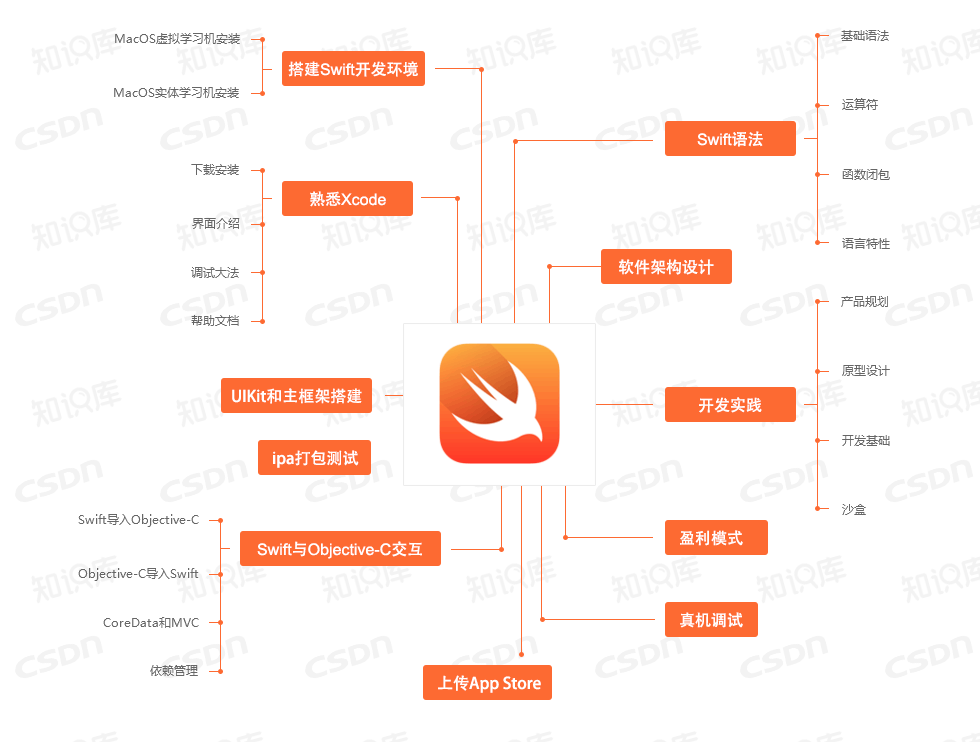 MacOS虚拟学习机安装
搭建Swift开发环境
MacOS实体学习机安装
下载安装
熟悉Xcode
界面介绍
调试大法
帮助文档
UIKit和主框架搭建
ipa打包测试
Swift导入Objective-C
Swift与Objective-C交互
Objective-C导入Swift
CoreData和MVC
依赖管理
上传App Store
基础语法
运算符
Swift语法
函数闭包
语言特性
软件架构设计
产品规划
原型设计
开发实践
开发基础
沙盒
盈利模式
真机调试
知识库
CSDN